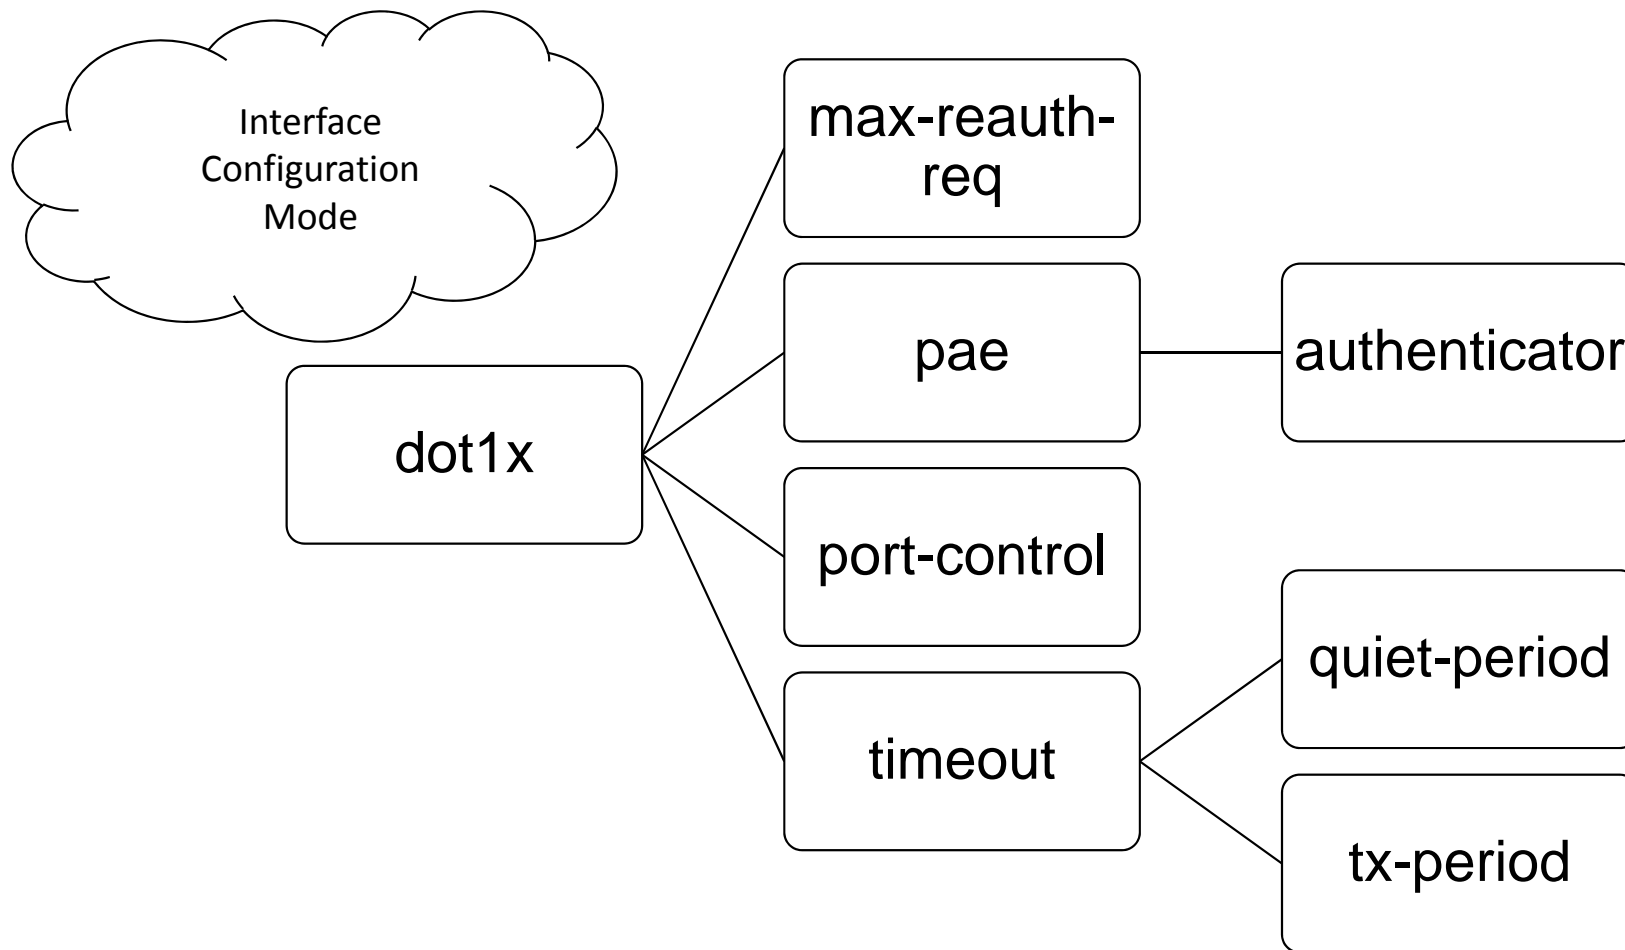 Interface
Configuration
Mode
dot1x
max-reauth-
req
pae
authenticator
port-control
timeout
quiet-period
tx-period